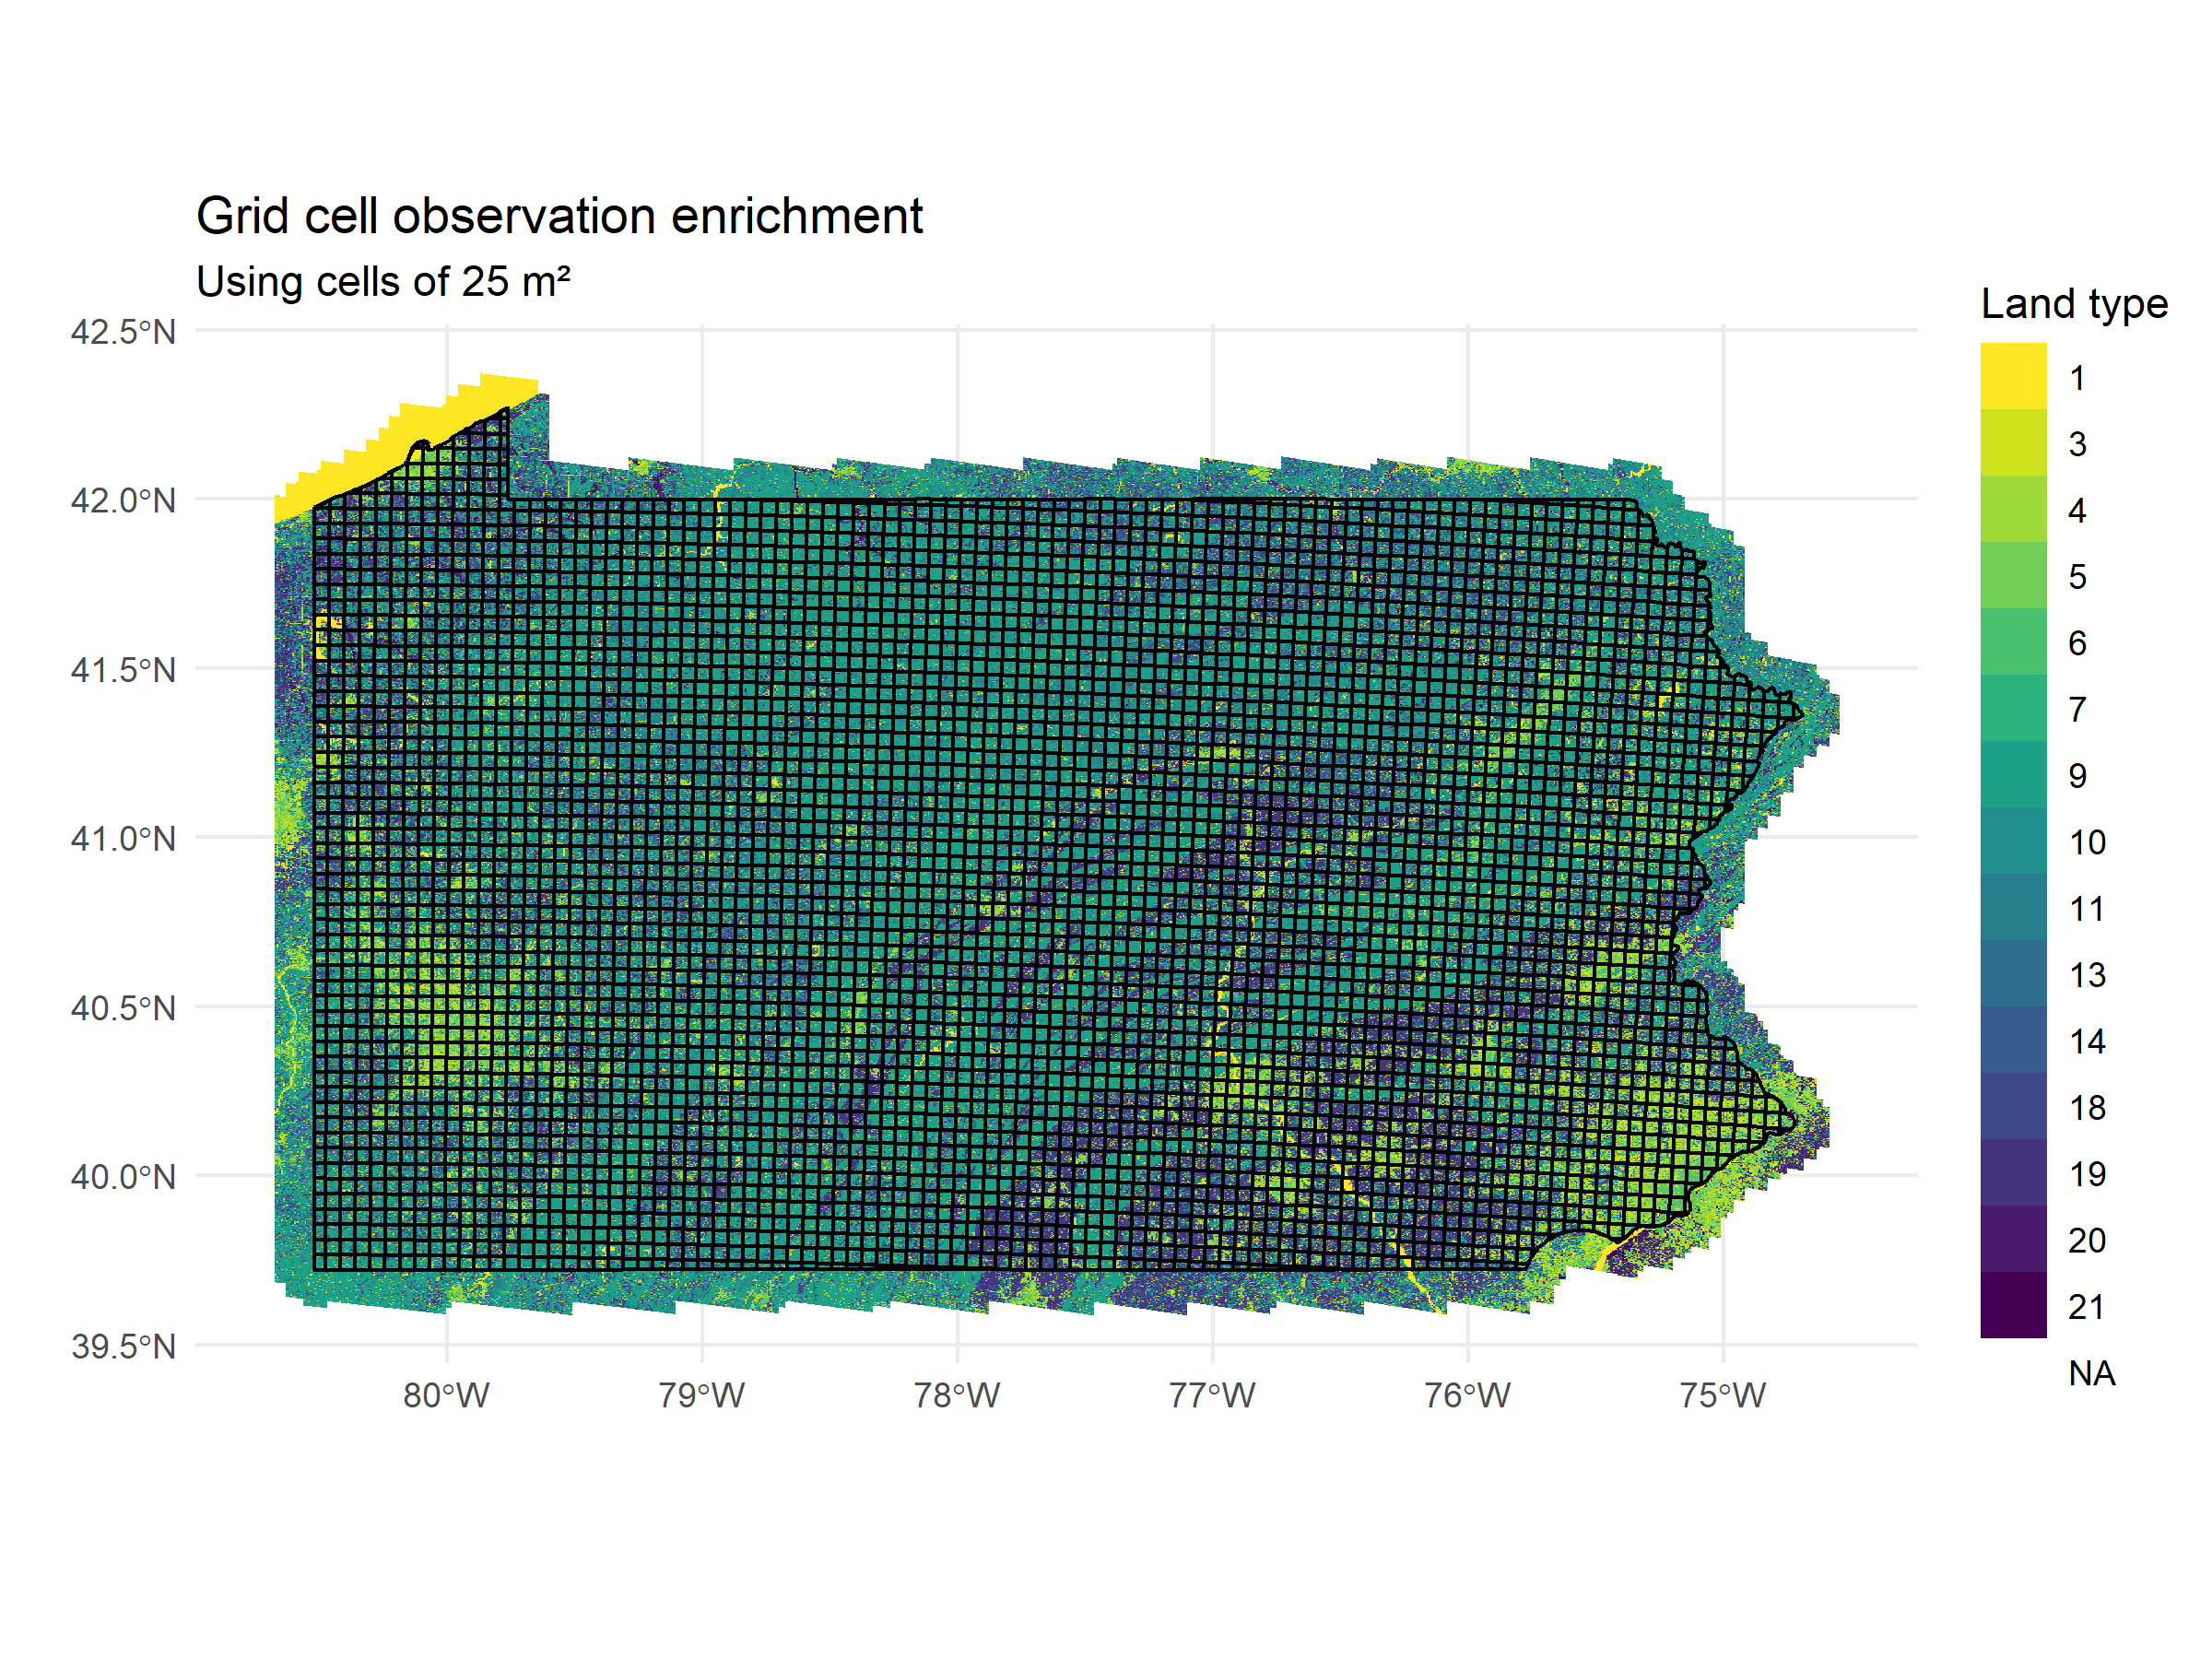 Grid cell observation enrichment
Using cells of 25 m²
42.5°N
42.0°N
41.5°N
41.0°N
40.5°N
40.0°N
39.5°N
80°W
79°W
78°W
77°W
76°W
75°W
Land type
1
3
4
5
6
7
9
10
11
13
14
18
19
20
21
NA